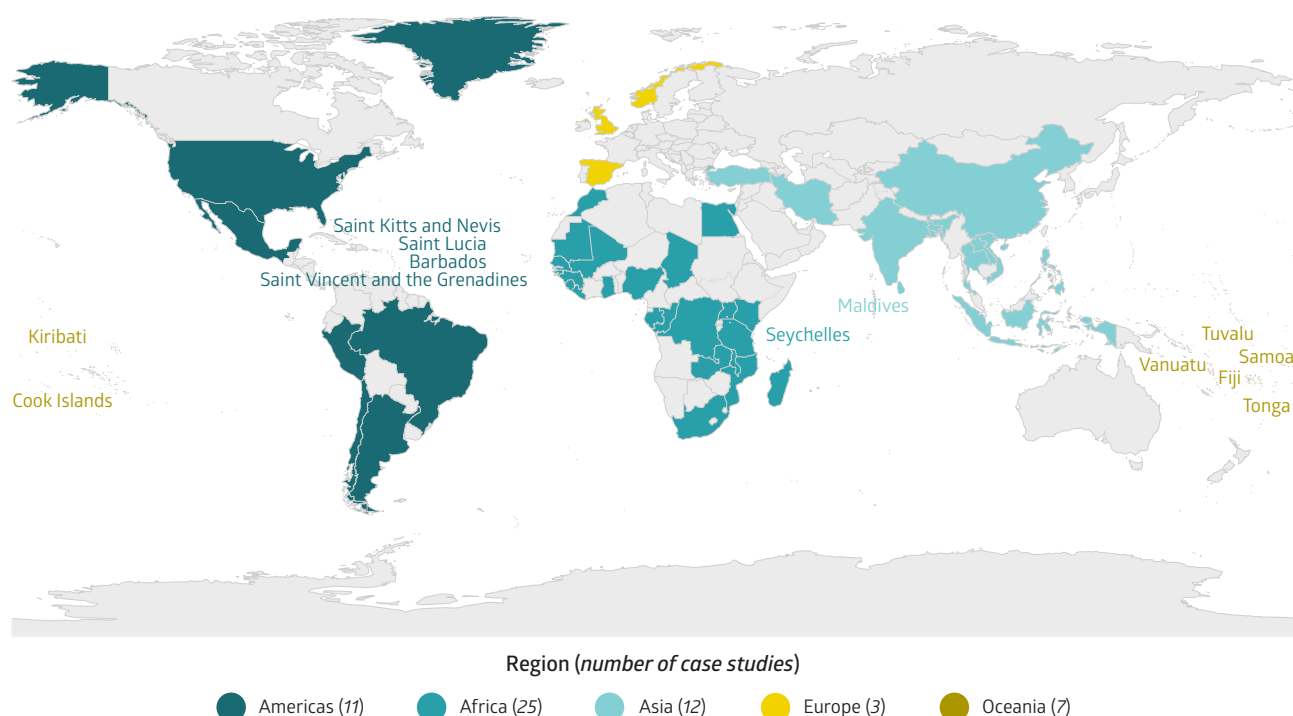 Saint Kitts and Nevis
Saint Lucia
Barbados
Saint Vincent and the Grenadines
Maldives
Seychelles
Kiribati
Cook Islands
Tuvalu
Samoa
Vanuatu
Fiji
Tonga
Region (number of case studies)
Americas (11) Africa (25) Asia (12) Europe (3) Oceania (7)